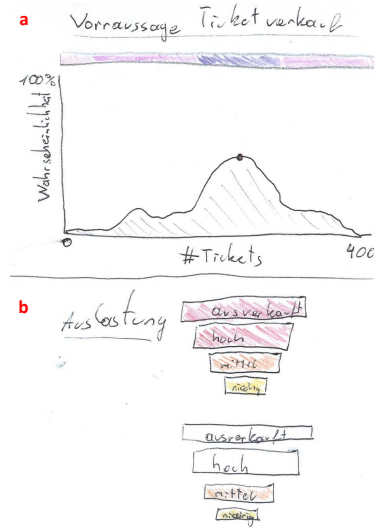 a
Vorraussage Ticketverkauf
100%
Wahrscheinlichkeit
0
#Tickets
400
b
Auslastung
ausverkauft
hoch
mittel
niedrig
ausverkauft
hoch
mittel
niedrig